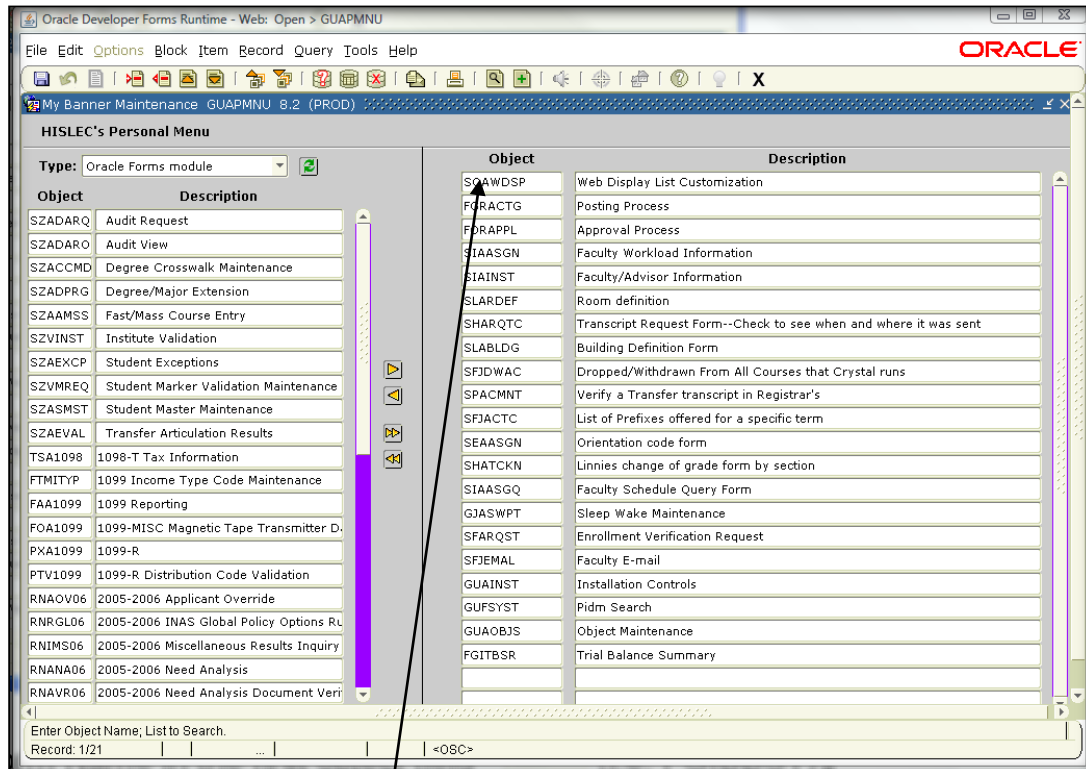 Oracle Developer Forms Runtime - Web: Open > GUAPMNU
File Edit Options Block Item Record Query Tools Help
ORACLE
X
My Banner Maintenance GUAPMNU 8.2 (PROD)
HISLEC's Personal Menu
Type: Oracle Forms module
Object Description
SZADARQ Audit Request
SZADARO Audit View
SZACCMD Degree Crosswalk Maintenance
SZADPRG Degree/Major Extension
SZAAMSS Fast/Mass Course Entry
SZVINST Institute Validation
SZAEXCP Student Exceptions
SZVMREQ Student Marker Validation Maintenance
SZASMST Student Master Maintenance
SZAEVAL Transfer Articulation Results
TSA1098 1098-T Tax Information
FTMITYP 1099 Income Type Code Maintenance
FAA1099 1099 Reporting
FOA1099 1099-MISC Magnetic Tape Transmitter D
PXA1099 1099-R
PTV1099 1099-R Distribution Code Validation
RNAOV06 2005-2006 Applicant Override
RNRGL06 2005-2006 INAS Global Policy Options Ru
RNIMS06 2005-2006 Miscellaneous Results Inquiry
RNANA06 2005-2006 Need Analysis
RNAVR06 2005-2006 Need Analysis Document Veri
Object Description
SOAWDSP Web Display List Customization
FGRACTG Posting Process
FORAPPL Approval Process
SIAASGN Faculty Workload Information
SIAINST Faculty/Advisor Information
SLARDEF Room definition
SHARQTC Transcript Request Form--Check to see when and where it was sent
SLABLDG Building Definition Form
SFJDWAC Dropped/Withdrawn From All Courses that Crystal runs
SPACMNT Verify a Transfer transcript in Registrar's
SFJACTC List of Prefixes offered for a specific term
SEAASGN Orientation code form
SHATCKN Linnies change of grade form by section
SIAASGQ Faculty Schedule Query Form
GJASWPT Sleep Wake Maintenance
SFARQST Enrollment Verification Request
SFJEMAL Faculty E-mail
GUAINST Installation Controls
GUFSYST Pidm Search
GUAOBJS Object Maintenance
FGITBSR Trial Balance Summary
Enter Object Name; List to Search.
Record: 1/21 ... <OSC>